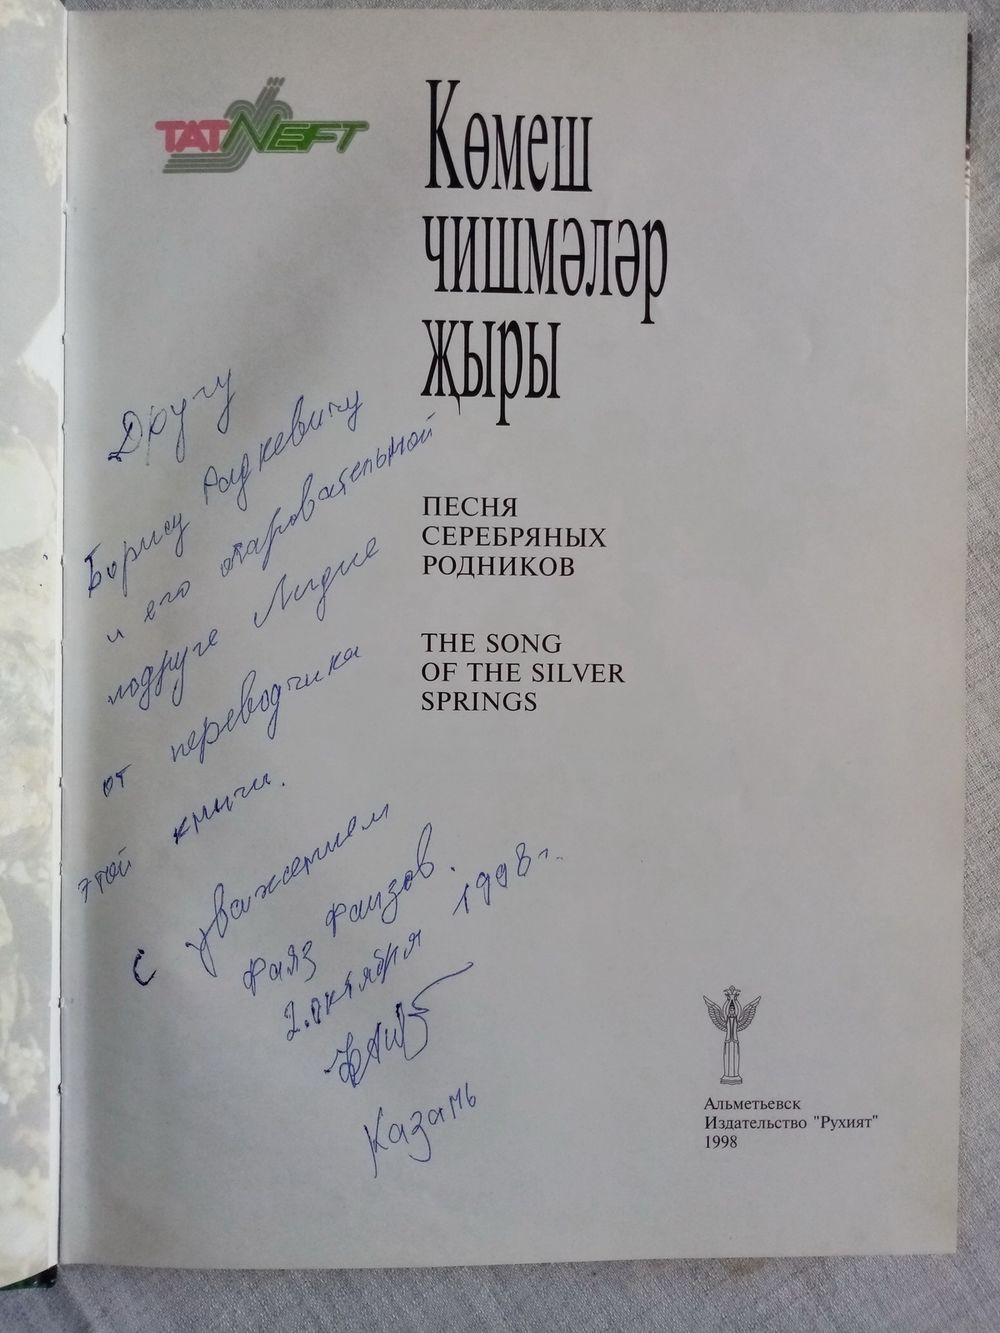 TATNEFT
Көмеш
чишмәләр
җыры
ПЕСНЯ
СЕРЕБРЯНЫХ
РОДНИКОВ
THE SONG
OF THE SILVER
SPRINGS
Другу
Борису Радкевичу
и его очаровательной
подруге Лидие
от переводчика
этой книги.
С уважением
Фаяз Фаизов.
2. октября 1998 г.
Казань
Альметьевск
Издательство "Рухият"
1998